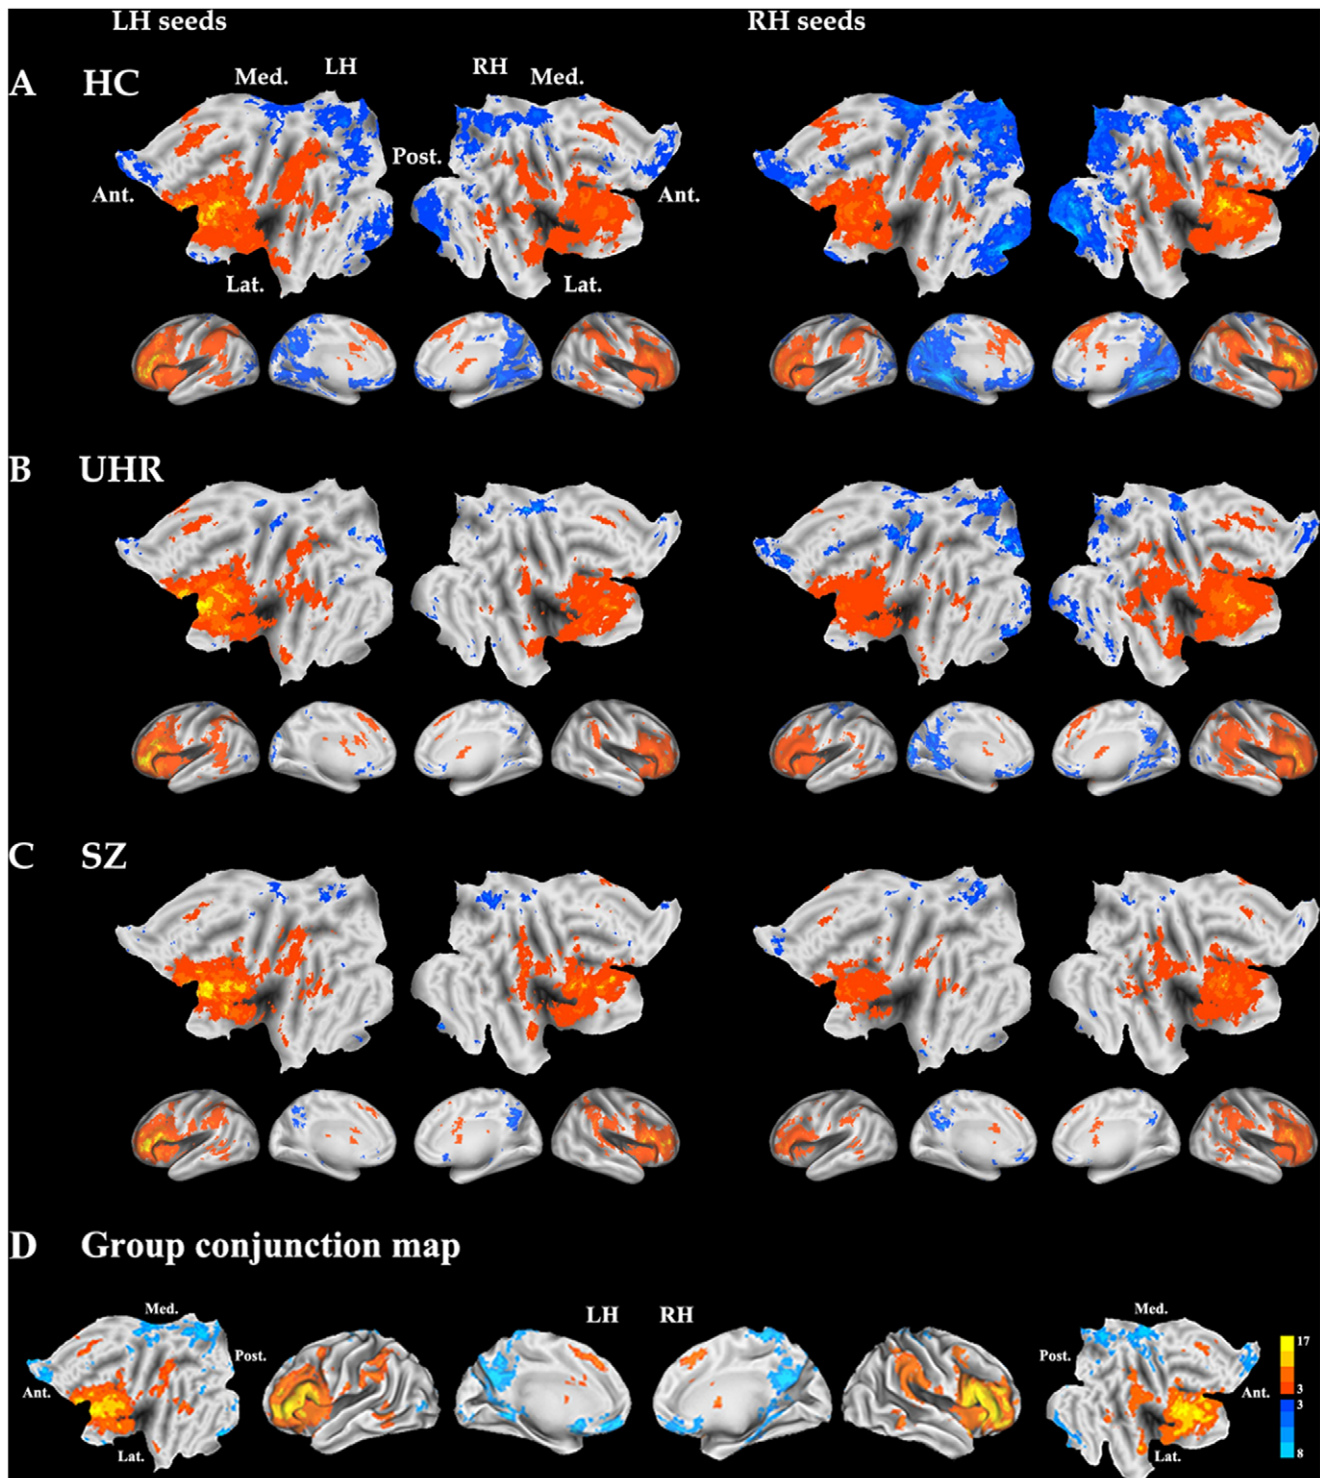 LH seeds
RH seeds
A HC
Med. LH RH Med.
Post.
Ant. Ant.
Lat. Lat.
B UHR
C SZ
D Group conjunction map
Med. LH RH Med.
Post. Post.
Ant. Ant.
Lat. Lat.
17
3
3
8